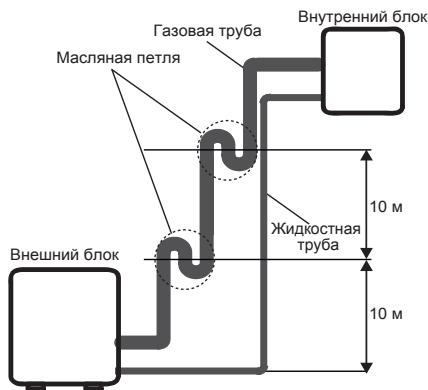 Внутренний блок
Газовая труба
Масляная петля
10 м
Жидкостная
труба
Внешний блок
10 м